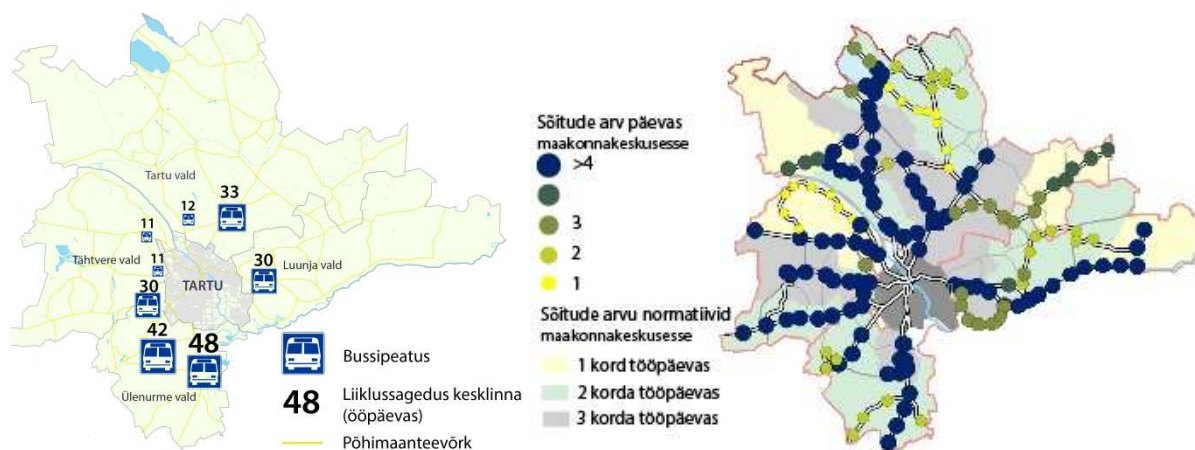 Tartu vald
33
12
11
Tähtvere vald
11
30
Luunja vald
TARTU
30
42
48
Ülenurme vald
Bussipeatus
48
Liiklussagedus kesklinna
(ööpäevas)
Põhimaanteevõrk
Sõitude arv päevas
maakonnakeskusesse
>4
3
2
1
Sõitude arvu normatiivid
maakonnakeskusesse
1 kord tööpäevas
2 korda tööpäevas
3 korda tööpäevas